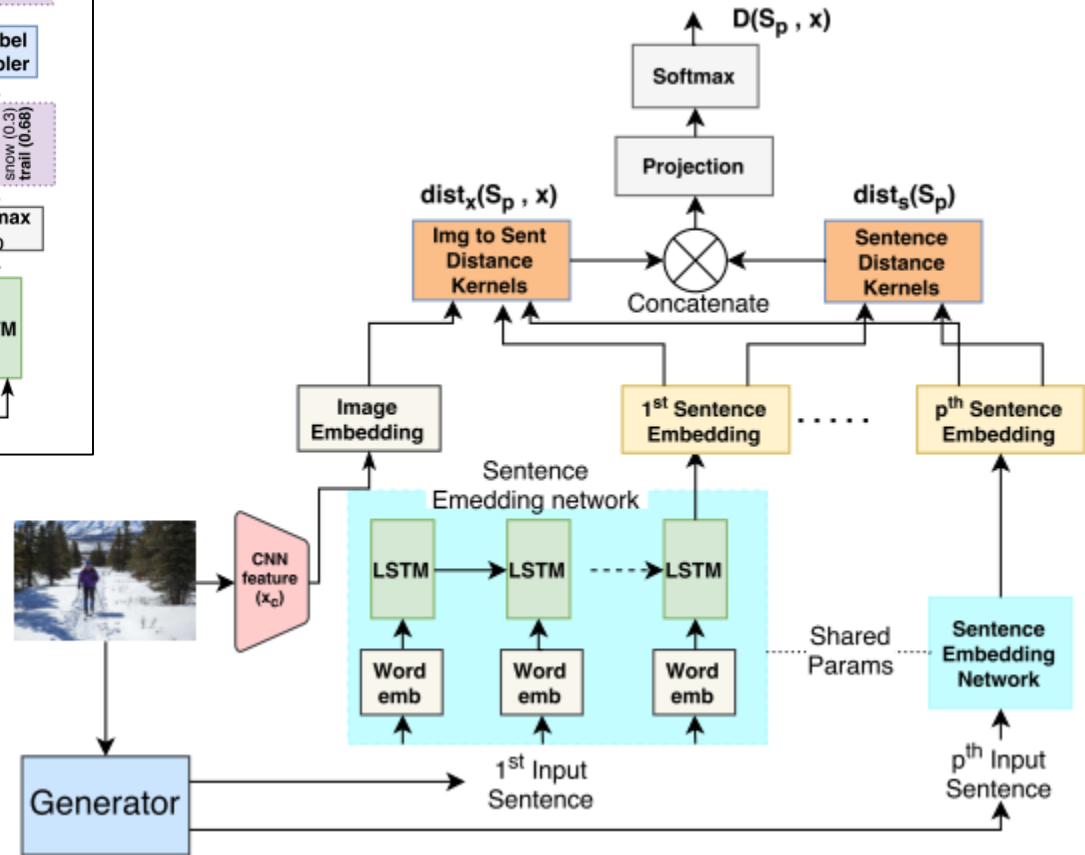 D(Sp , x)
Softmax
Projection
distx(Sp , x)
dists(Sp)
Img to Sent
Distance
Kernels
Sentence
Distance
Kernels
Concatenate
Image
Embedding
1st Sentence
Embedding
. . . . .
pth Sentence
Embedding
Sentence
Emedding network
CNN
feature
(xc)
LSTM
LSTM
LSTM
Word
emb
Word
emb
Word
emb
Shared
Params
Sentence
Embedding
Network
1st Input
Sentence
pth Input
Sentence
Generator
snow (0.3)
trail (0.68)